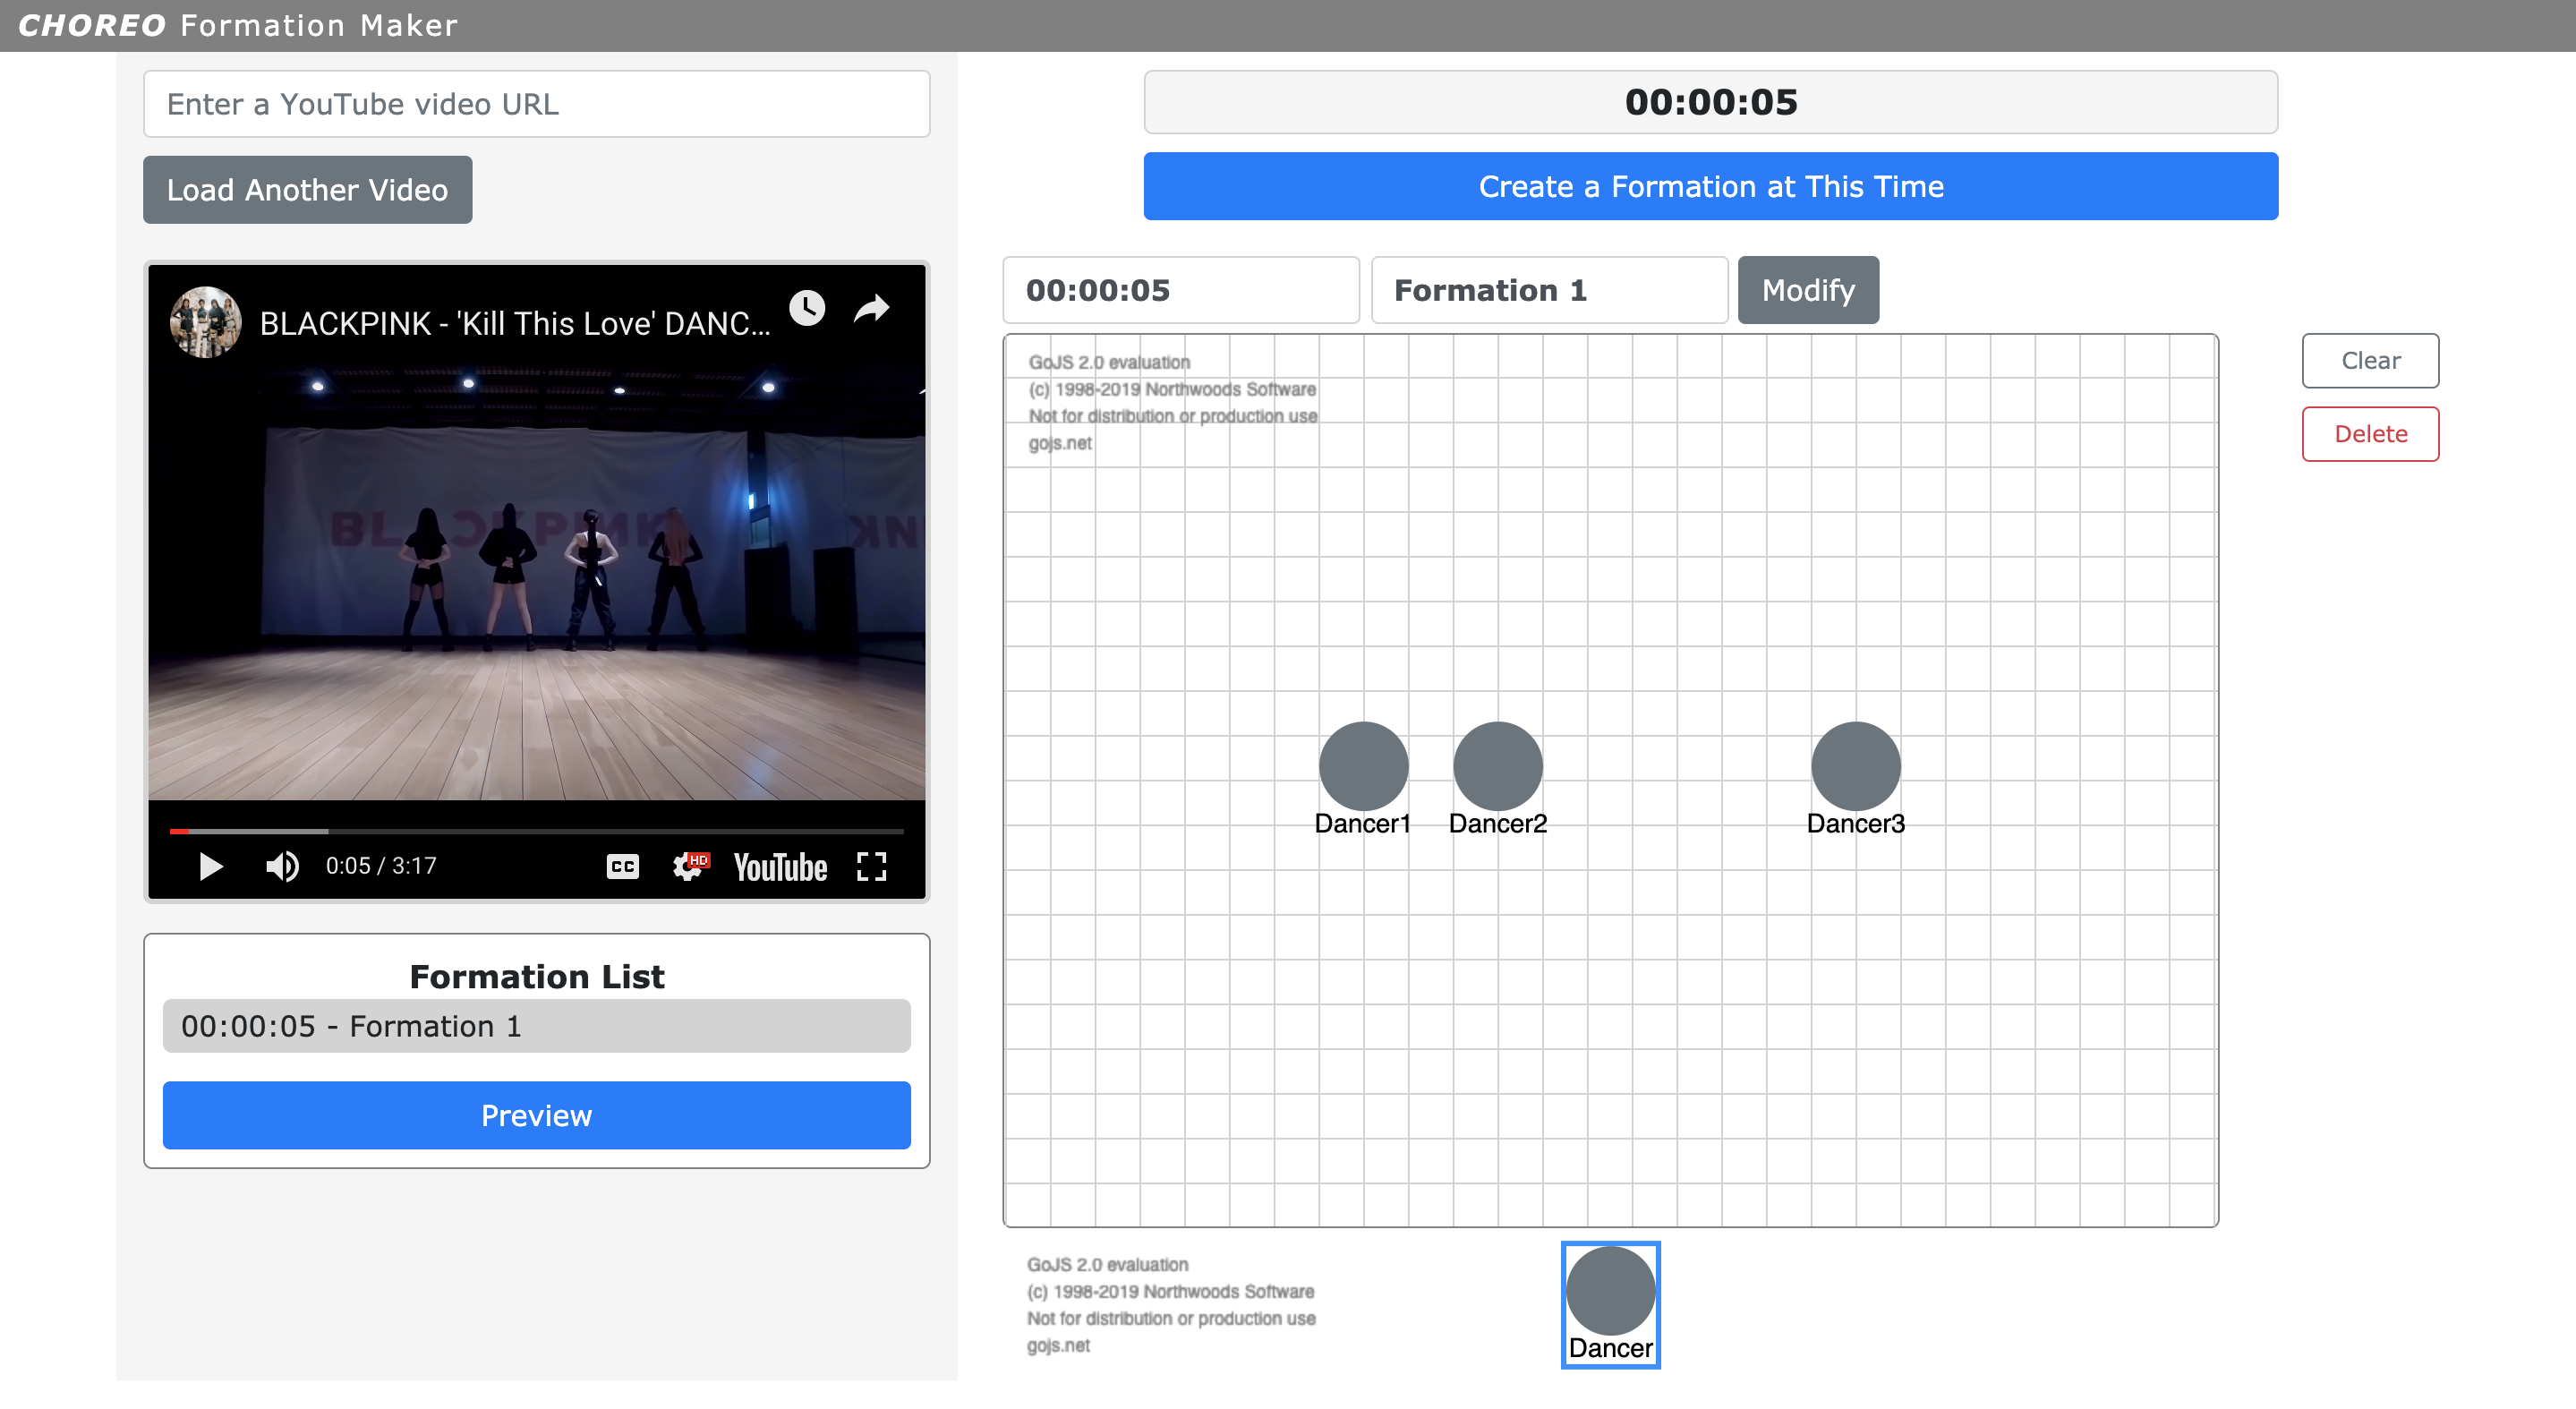 CHOREO Formation Maker
Enter a YouTube video URL
Load Another Video
BLACKPINK - 'Kill This Love' DANC...
BLACKPINK
NK
0:05 / 3:17
CC
HD
YouTube
Formation List
00:00:05 - Formation 1
Preview
00:00:05
Create a Formation at This Time
00:00:05
Formation 1
Modify
GoJS 2.0 evaluation
(c) 1998-2019 Northwoods Software
Not for distribution or production use
gojs.net
Clear
Delete
Dancer1
Dancer2
Dancer3
GoJS 2.0 evaluation
(c) 1998-2019 Northwoods Software
Not for distribution or production use
gojs.net
Dancer